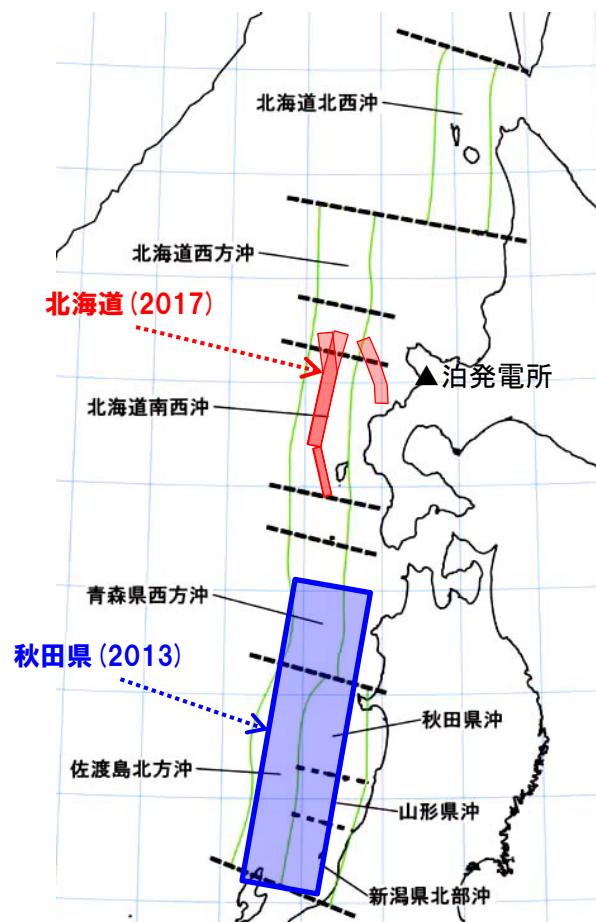 北海道北西沖
北海道西方沖
北海道(2017)
▲泊発電所
北海道南西沖
青森県西方沖
秋田県(2013)
秋田県沖
佐渡島北方沖
山形県沖
新潟県北部沖